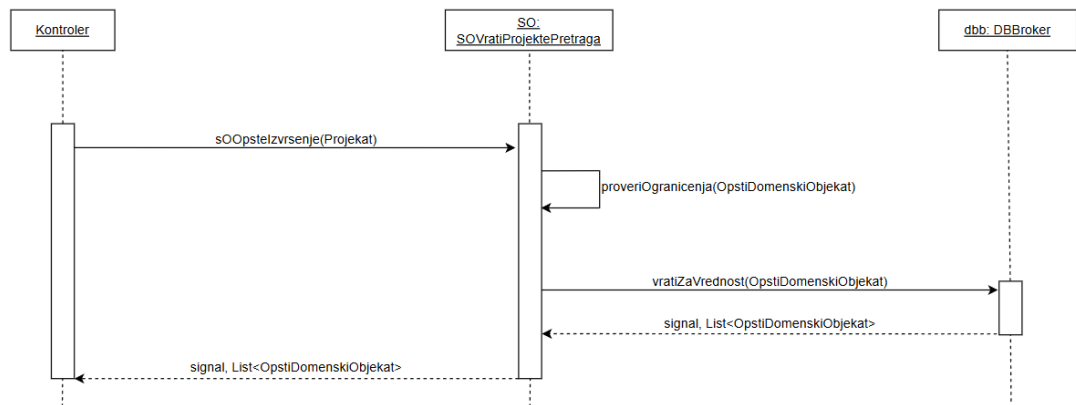 Kontroler
SO:
SOVratiProjektePretraga
dbb: DBBroker
sOOpsteIzvrsenje(Projekat)
proveriOgranicenja(OpstiDomenskiObjekat)
vratiZaVrednost(OpstiDomenskiObjekat)
signal, List<OpstiDomenskiObjekat>
signal, List<OpstiDomenskiObjekat>